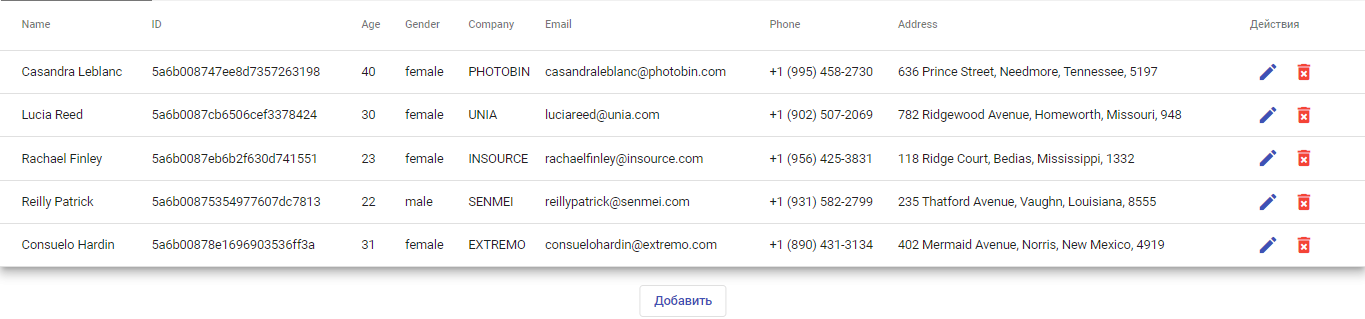 Name ID Age Gender Company Email Phone Address Действия
Casandra Leblanc 5a6b008747ee8d7357263198 40 female PHOTOBIN casandraleblanc@photobin.com +1 (995) 458-2730 636 Prince Street, Needmore, Tennessee, 5197
Lucia Reed 5a6b0087cb6506cef3378424 30 female UNIA luciareed@unia.com +1 (902) 507-2069 782 Ridgewood Avenue, Homeworth, Missouri, 948
Rachael Finley 5a6b0087eb6b2f630d741551 23 female INSOURCE rachaelfinley@insource.com +1 (956) 425-3831 118 Ridge Court, Bedias, Mississippi, 1332
Reilly Patrick 5a6b00875354977607dc7813 22 male SENMEI reillypatrick@senmei.com +1 (931) 582-2799 235 Thatford Avenue, Vaughn, Louisiana, 8555
Consuelo Hardin 5a6b00878e1696903536ff3a 31 female EXTREMO consuelohardin@extremo.com +1 (890) 431-3134 402 Mermaid Avenue, Norris, New Mexico, 4919
Добавить